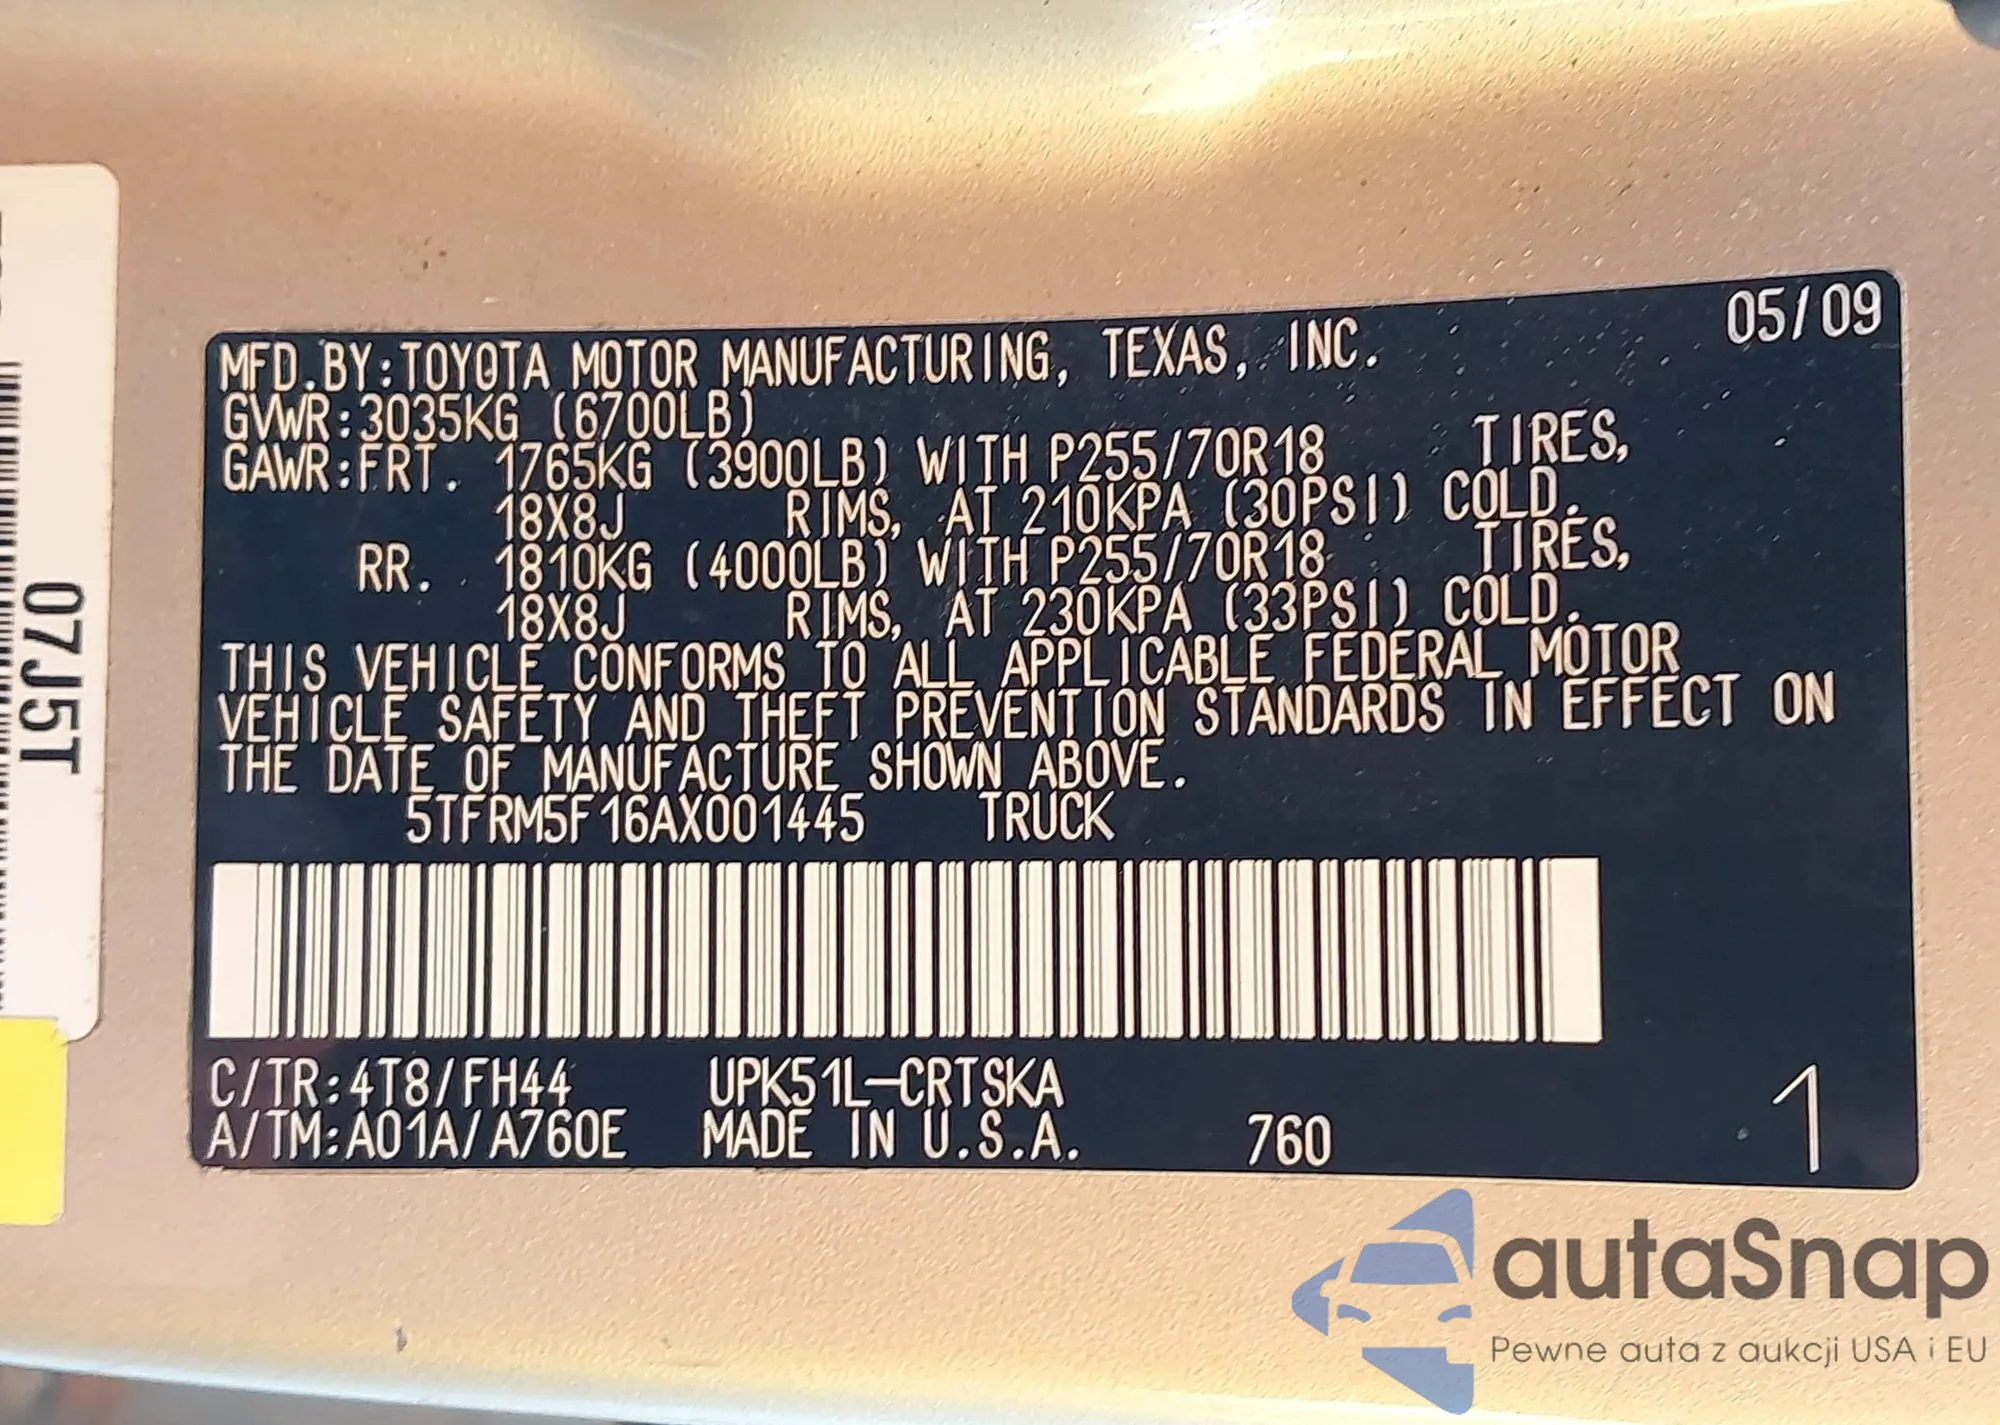 05/09
MFD.BY:TOYOTA MOTOR MANUFACTURING, TEXAS, INC.
GVWR:3035KG (6700LB)
GAWR:FRT. 1765KG (3900LB) WITH P255/70R18 TIRES,
18X8J RIMS, AT 210KPA (30PSI) COLD.
RR. 1810KG (4000LB) WITH P255/70R18 TIRES,
18X8J RIMS, AT 230KPA (33PSI) COLD.
THIS VEHICLE CONFORMS TO ALL APPLICABLE FEDERAL MOTOR
VEHICLE SAFETY AND THEFT PREVENTION STANDARDS IN EFFECT ON
THE DATE OF MANUFACTURE SHOWN ABOVE.
5TFRM5F16AX001445 TRUCK
C/TR:4T8/FH44 UPK51L-CRTSKA
A/TM:A01A/A760E MADE IN U.S.A. 760 1
07J5T
autaSnap
Pewne auta z aukcji USA i EU